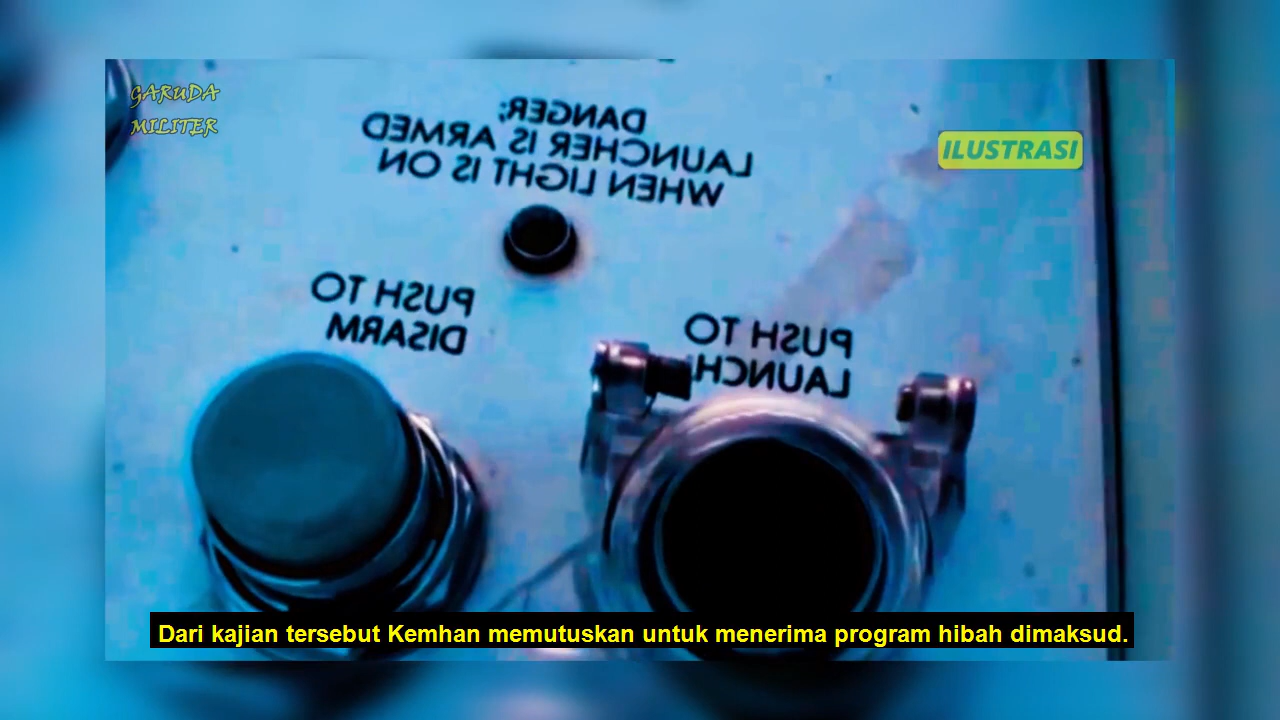 GARUDA
MILITER
ILUSTRASI
DANGER;
LAUNCHER IS ARMED
WHEN LIGHT IS ON
PUSH TO
DISARM
PUSH TO
LAUNCH
Dari kajian tersebut Kemhan memutuskan untuk menerima program hibah dimaksud.